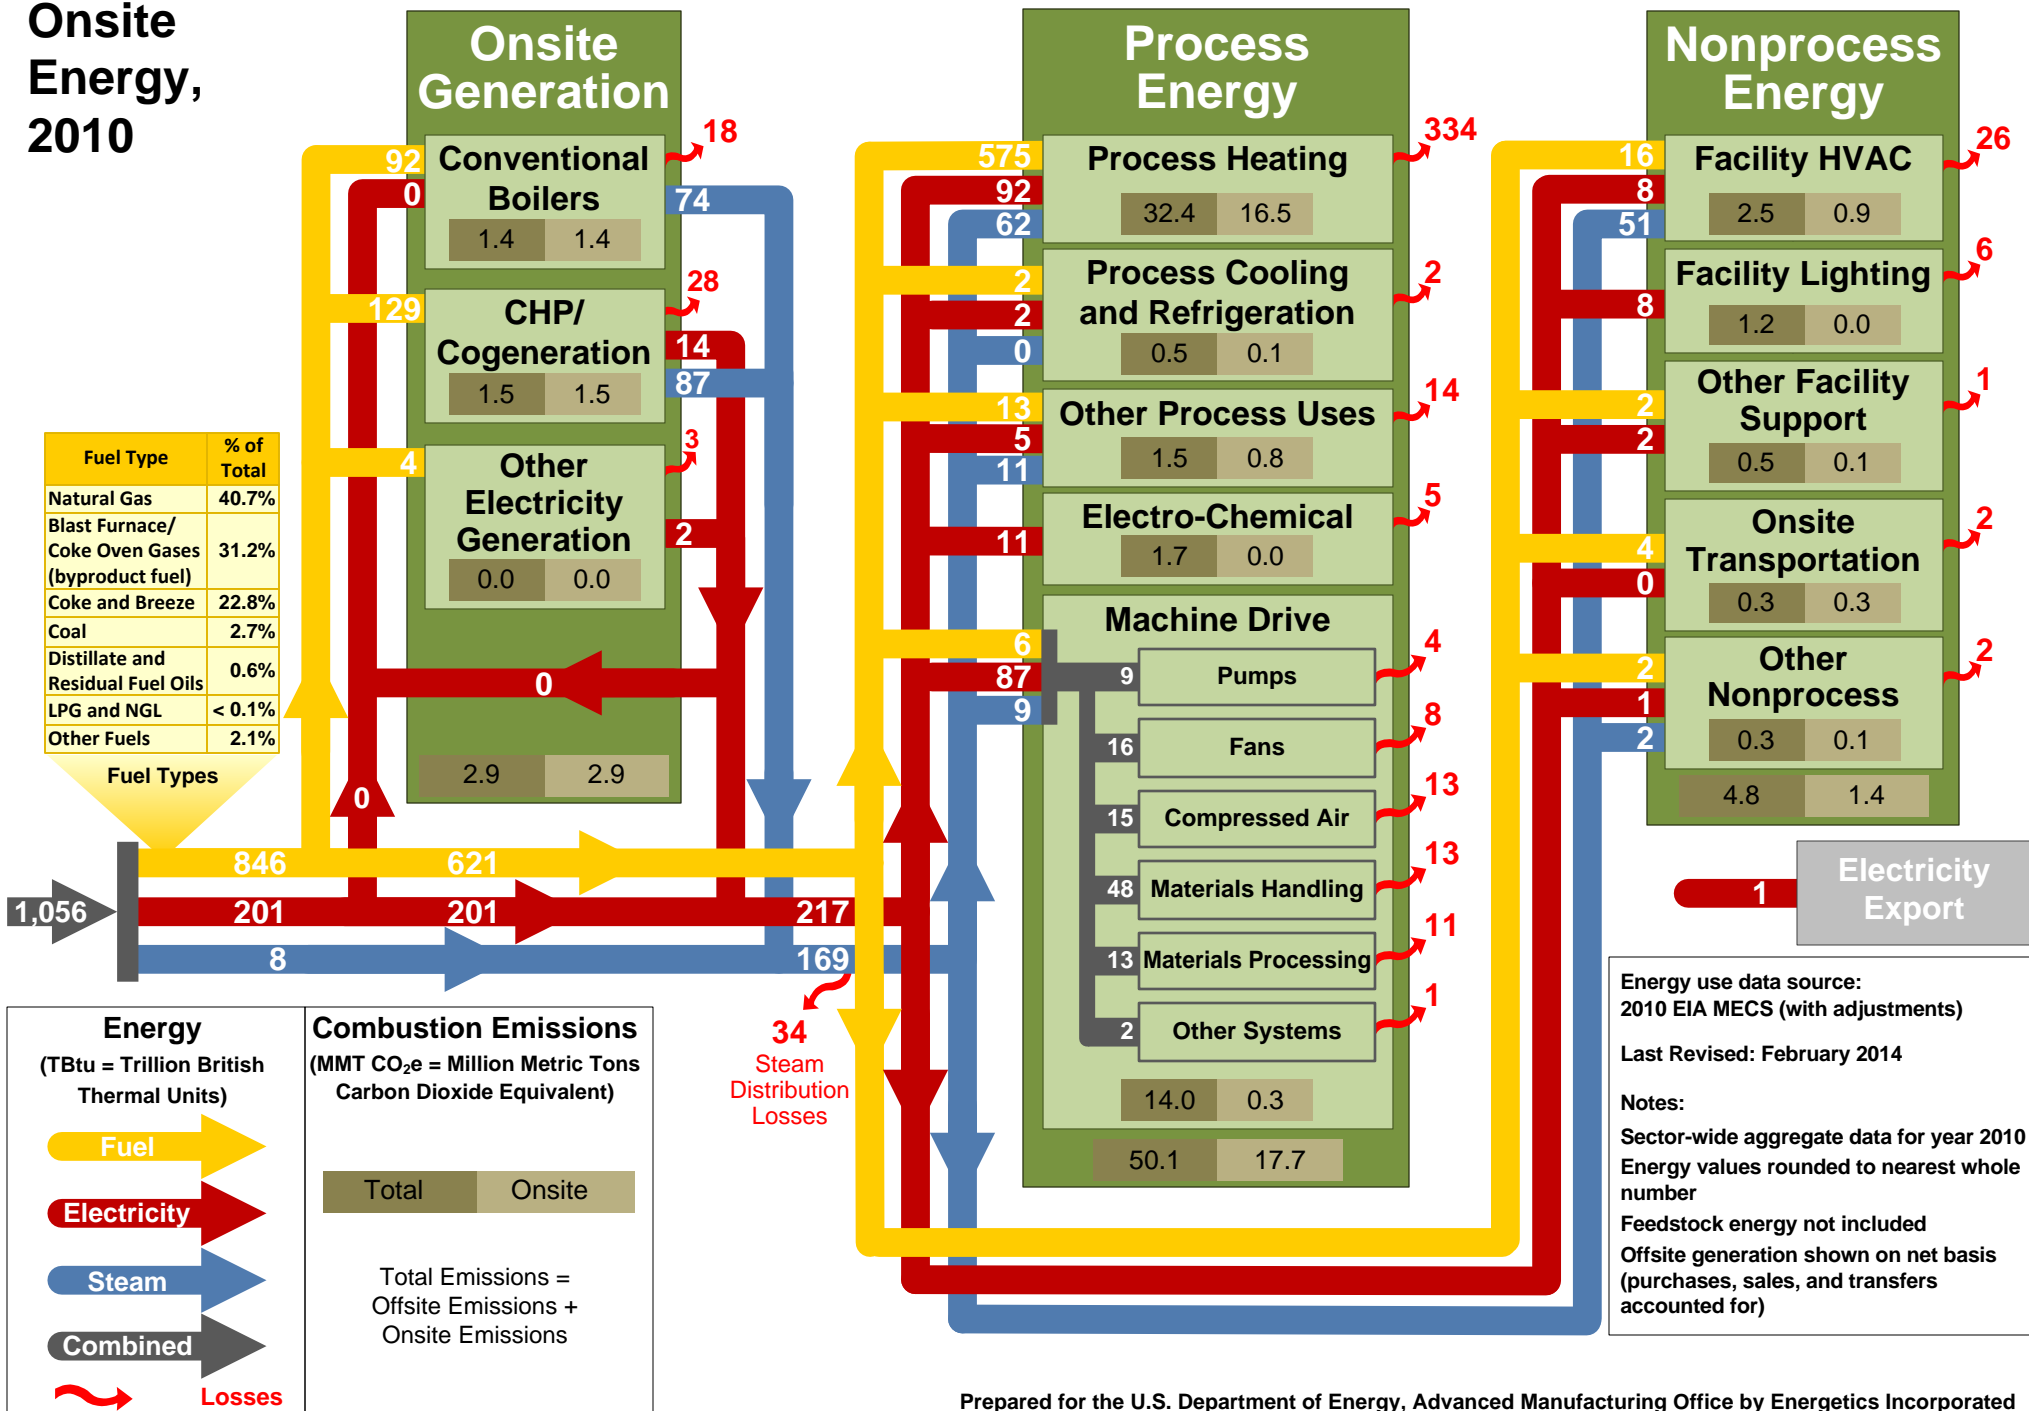 Onsite
Energy,
2010
Onsite
Generation
18
92
0
Conventional
Boilers
74
1.4 1.4
28
129
CHP/
Cogeneration
14
87
1.5 1.5
3
4
Other
Electricity
Generation
2
0.0 0.0
0
2.9 2.9
Fuel Type % of Total
Natural Gas 40.7%
Blast Furnace/
Coke Oven Gases 31.2%
(byproduct fuel)
Coke and Breeze 22.8%
Coal 2.7%
Distillate and
Residual Fuel Oils 0.6%
LPG and NGL < 0.1%
Other Fuels 2.1%
Fuel Types
0
1,056
846 621
201 201 217
8 169
34
Steam
Distribution
Losses
Process
Energy
334
575
92
62
Process Heating
32.4 16.5
2
2
2
0
Process Cooling
and Refrigeration
0.5 0.1
14
13
5
11
Other Process Uses
1.5 0.8
5
11
Electro-Chemical
1.7 0.0
Machine Drive
6
87
9
9 Pumps 4
16 Fans 8
15 Compressed Air 13
48 Materials Handling 13
13 Materials Processing 11
2 Other Systems 1
14.0 0.3
50.1 17.7
Nonprocess
Energy
26
16
8
51
Facility HVAC
2.5 0.9
6
8
Facility Lighting
1.2 0.0
1
2
2
Other Facility
Support
0.5 0.1
2
4
0
Onsite
Transportation
0.3 0.3
2
2
1
2
Other
Nonprocess
0.3 0.1
4.8 1.4
1
Electricity
Export
Energy
(TBtu = Trillion British
Thermal Units)
Fuel
Electricity
Steam
Combined
Losses
Combustion Emissions
(MMT CO₂e = Million Metric Tons
Carbon Dioxide Equivalent)
Total Onsite
Total Emissions =
Offsite Emissions +
Onsite Emissions
Energy use data source:
2010 EIA MECS (with adjustments)
Last Revised: February 2014
Notes:
Sector-wide aggregate data for year 2010
Energy values rounded to nearest whole
number
Feedstock energy not included
Offsite generation shown on net basis
(purchases, sales, and transfers
accounted for)
Prepared for the U.S. Department of Energy, Advanced Manufacturing Office by Energetics Incorporated